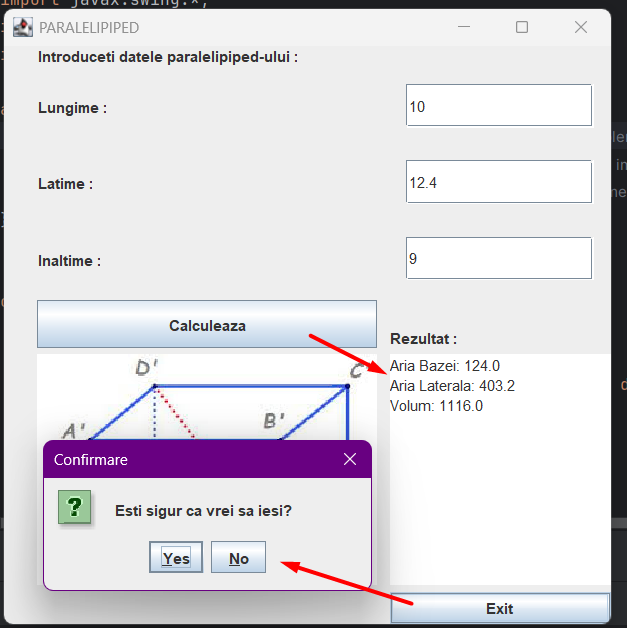 import javax.swing.*;
PARALELIPIPED
Introduceti datele paralelipiped-ului :
Lungime :
10
Latime :
12.4
Inaltime :
9
Calculeaza
Rezultat :
Aria Bazei: 124.0
Aria Laterala: 403.2
Volum: 1116.0
D'
C
A'
B'
Confirmare
?
Esti sigur ca vrei sa iesi?
Yes
No
Exit